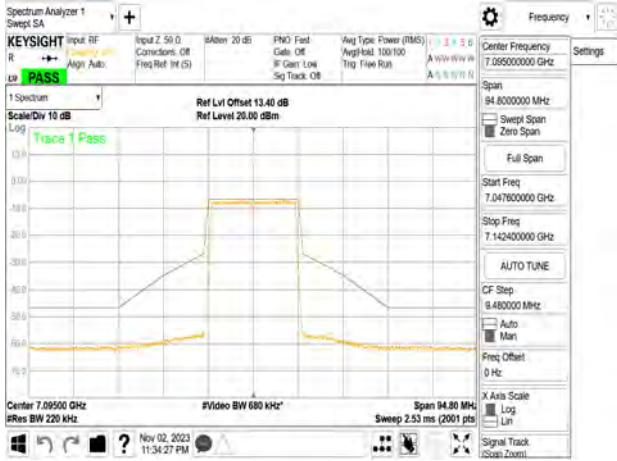 Spectrum Analyzer 1
Swept SA
+
Frequency
KEYSIGHT
Input: RF
Input Z: 50 Ω
#Atten: 20 dB
PNO: Fast
Avg Type: Power (RMS)
R
Corrections: Off
Gate: Off
Avg|Hold: 100/100
Align: Auto
Freq Ref: Int (S)
IF Gain: Low
Trig: Free Run
Sig Track: Off
PASS
Center Frequency
7.095000000 GHz
Settings
Span
94.8000000 MHz
Swept Span
Zero Span
Full Span
Start Freq
7.047600000 GHz
Stop Freq
7.142400000 GHz
AUTO TUNE
CF Step
9.480000 MHz
Auto
Man
Freq Offset
0 Hz
X Axis Scale
Log
Lin
Signal Track
(Span Zoom)
1 Spectrum
Scale/Div 10 dB
Ref Lvl Offset 13.40 dB
Ref Level 20.00 dBm
Log
Trace 1 Pass
Center 7.09500 GHz
#Video BW 680 kHz*
Span 94.80 MHz
#Res BW 220 kHz
Sweep 2.53 ms (2001 pts)
?
Nov 02, 2023
11:34:27 PM